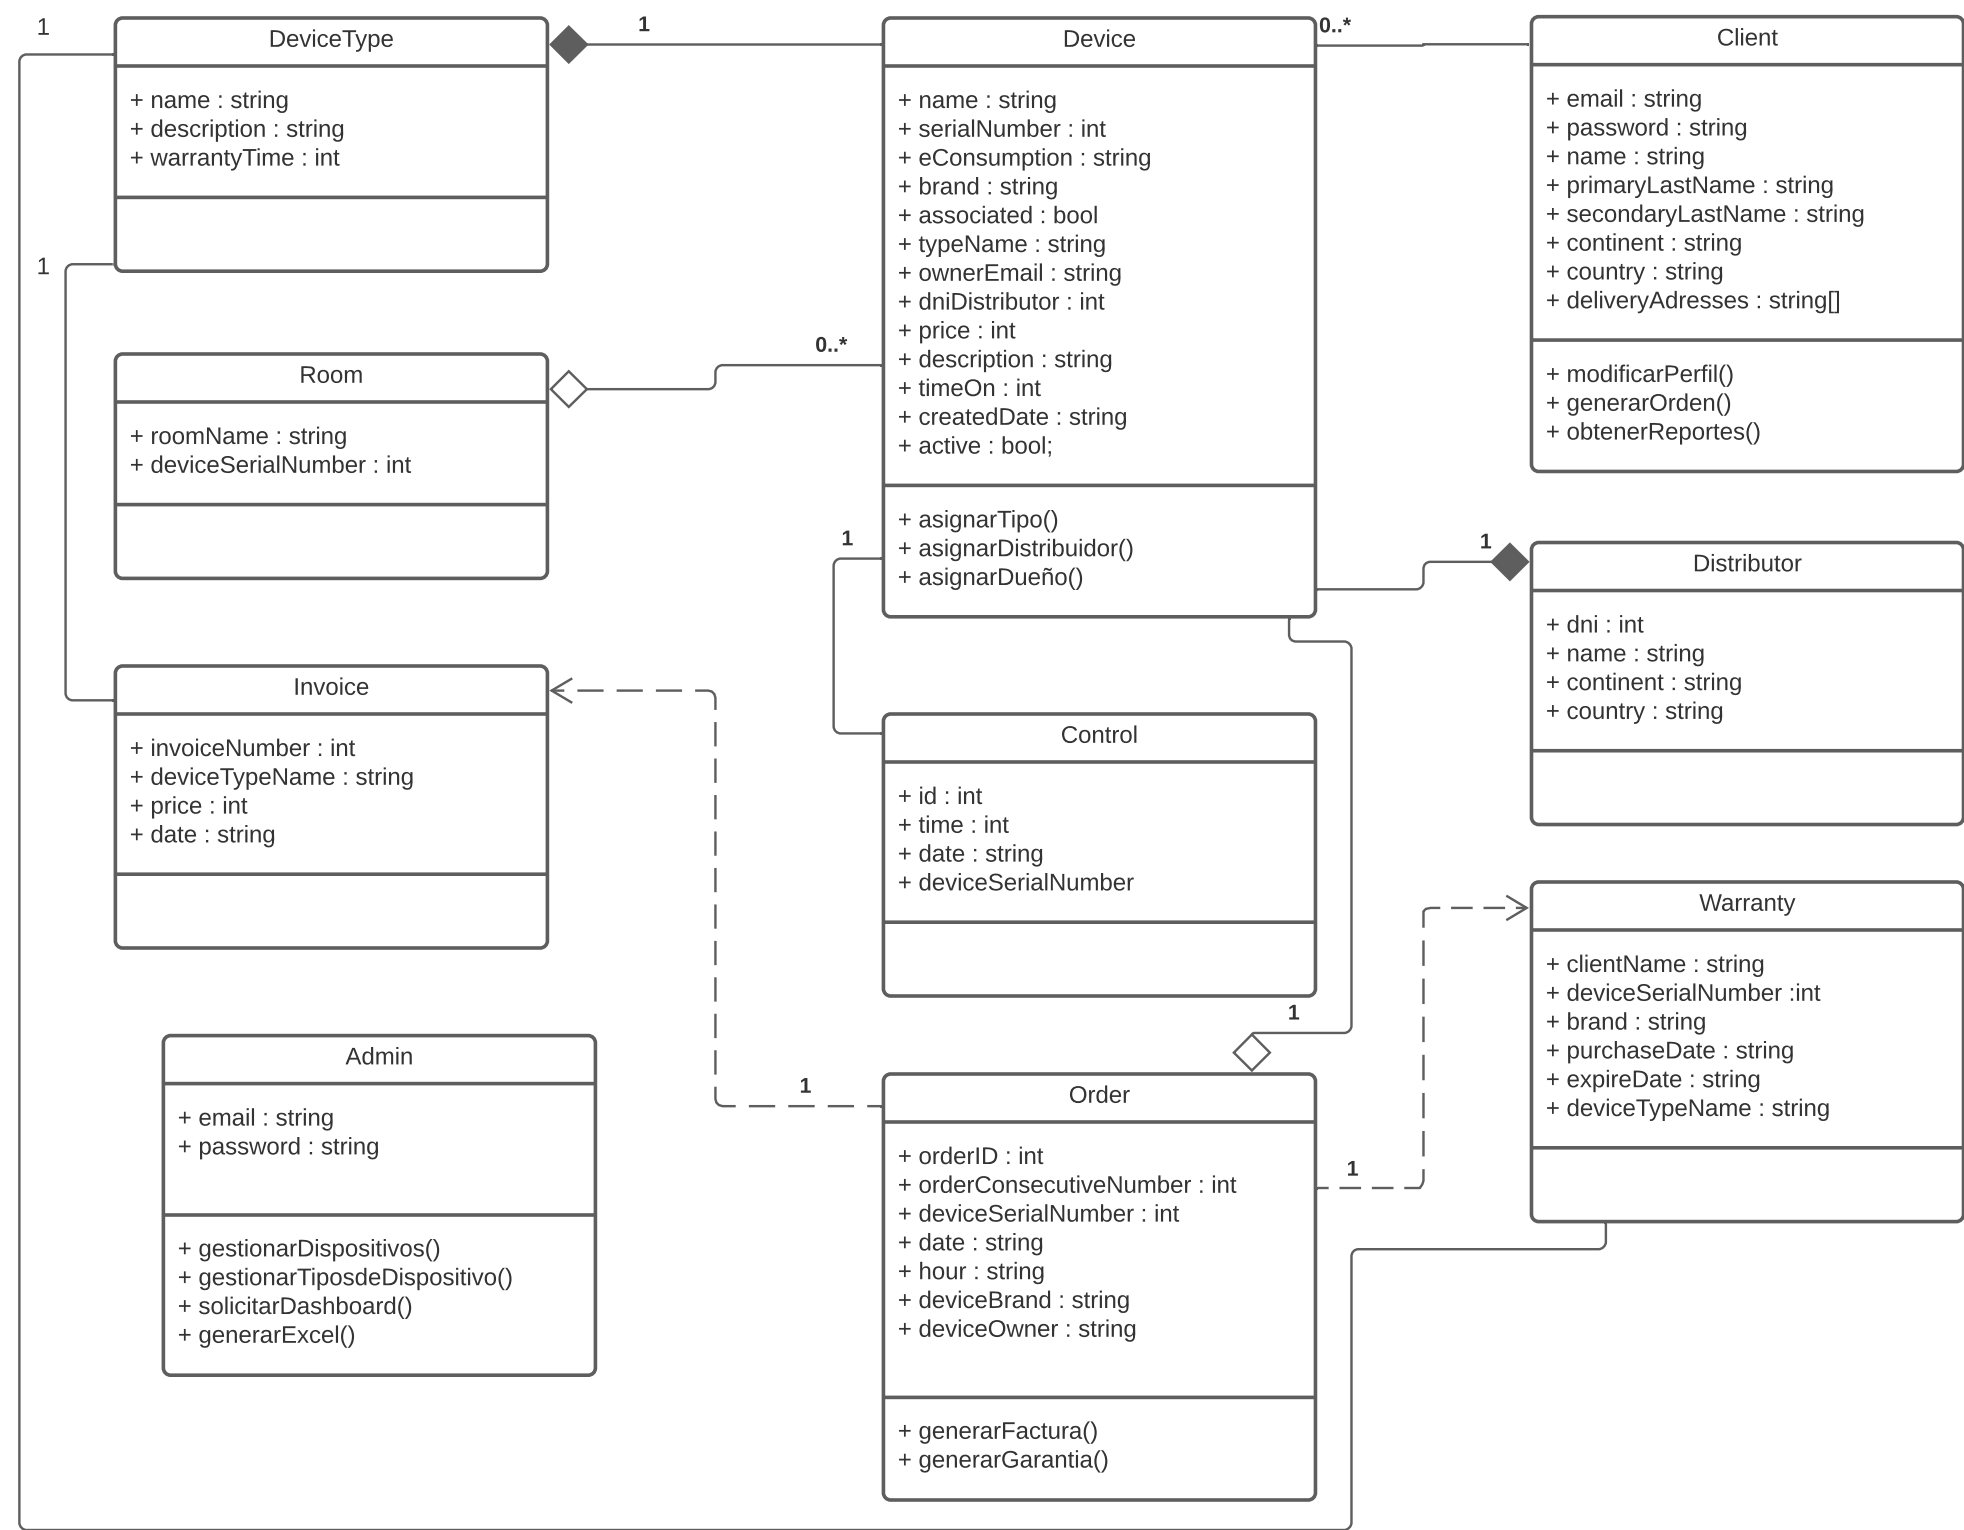 1
DeviceType
+ name : string
+ description : string
+ warrantyTime : int
1
Device
+ name : string
+ serialNumber : int
+ eConsumption : string
+ brand : string
+ associated : bool
+ typeName : string
+ ownerEmail : string
+ dniDistributor : int
+ price : int
+ description : string
+ timeOn : int
+ createdDate : string
+ active : bool;
+ asignarTipo()
+ asignarDistribuidor()
+ asignarDueño()
0..*
Client
+ email : string
+ password : string
+ name : string
+ primaryLastName : string
+ secondaryLastName : string
+ continent : string
+ country : string
+ deliveryAdresses : string[]
+ modificarPerfil()
+ generarOrden()
+ obtenerReportes()
1
Room
+ roomName : string
+ deviceSerialNumber : int
0..*
1
1
Distributor
+ dni : int
+ name : string
+ continent : string
+ country : string
Invoice
+ invoiceNumber : int
+ deviceTypeName : string
+ price : int
+ date : string
Control
+ id : int
+ time : int
+ date : string
+ deviceSerialNumber
Warranty
+ clientName : string
+ deviceSerialNumber :int
+ brand : string
+ purchaseDate : string
+ expireDate : string
+ deviceTypeName : string
Admin
+ email : string
+ password : string
+ gestionarDispositivos()
+ gestionarTiposdeDispositivo()
+ solicitarDashboard()
+ generarExcel()
1
1
Order
+ orderID : int
+ orderConsecutiveNumber : int
+ deviceSerialNumber : int
+ date : string
+ hour : string
+ deviceBrand : string
+ deviceOwner : string
+ generarFactura()
+ generarGarantia()
1